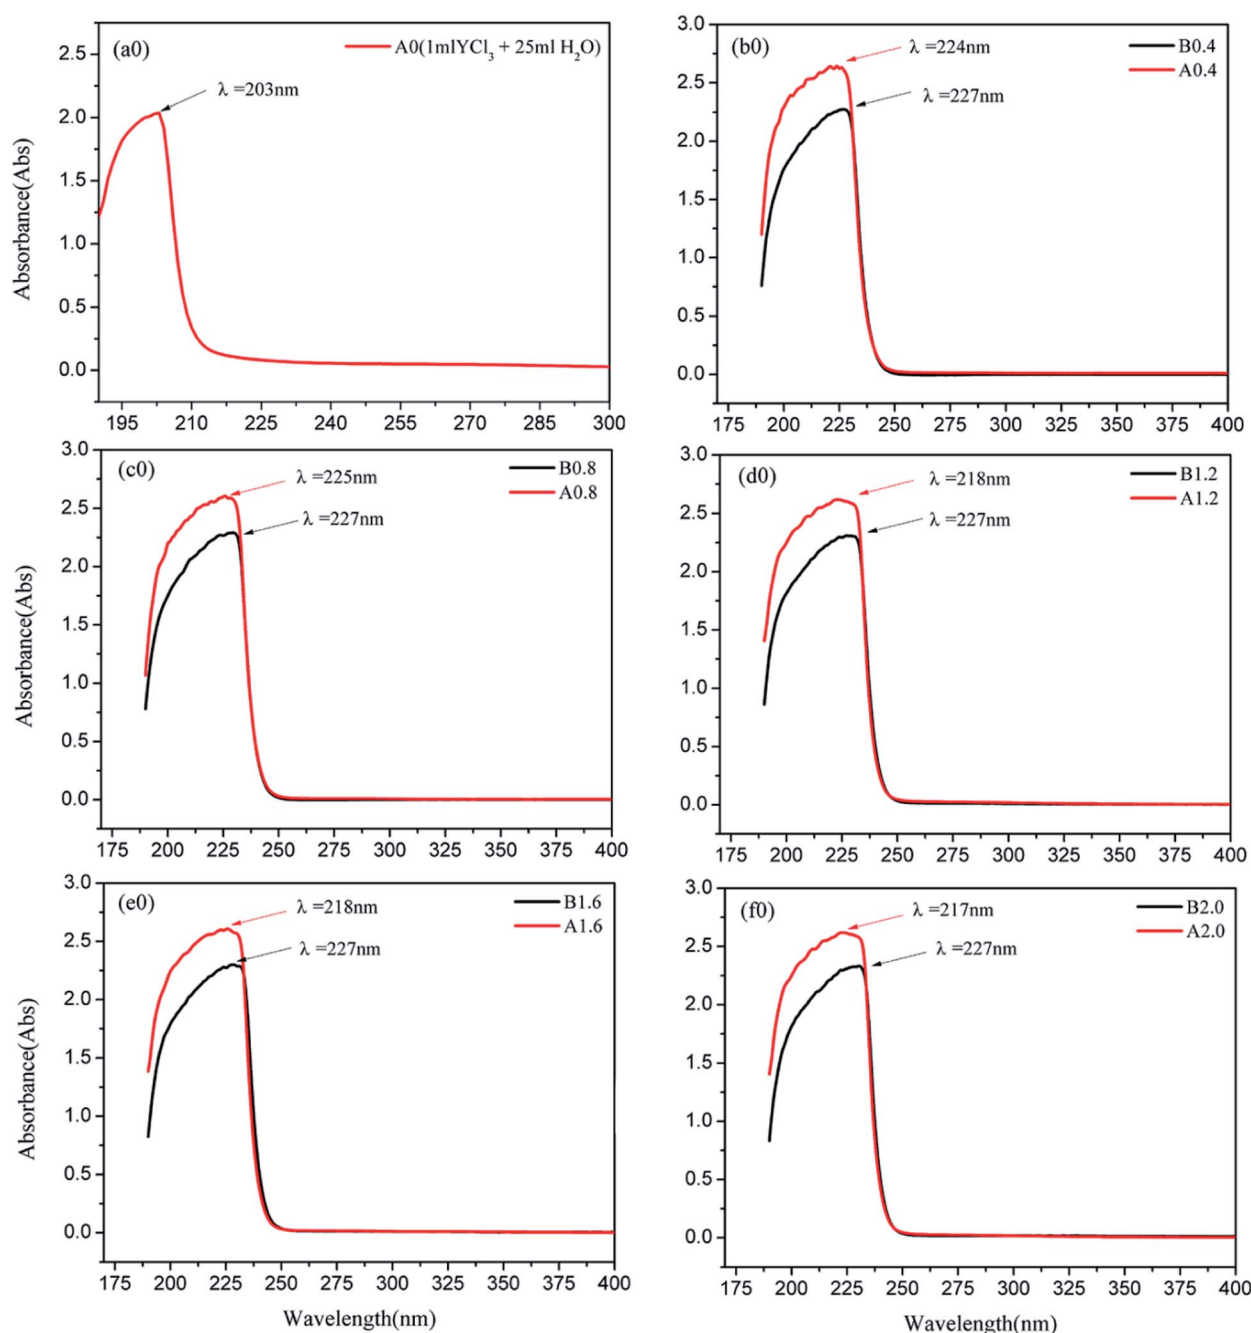 (a0)
A0(1mlYCl₃ + 25ml H₂O)
λ =203nm
2.5
2.0
1.5
1.0
0.5
0.0
Absorbance(Abs)
195 210 225 240 255 270 285 300
(b0)
B0.4
A0.4
λ =224nm
λ =227nm
3.0
2.5
2.0
1.5
1.0
0.5
0.0
175 200 225 250 275 300 325 350 375 400
(c0)
B0.8
A0.8
λ =225nm
λ =227nm
3.0
2.5
2.0
1.5
1.0
0.5
0.0
Absorbance(Abs)
175 200 225 250 275 300 325 350 375 400
(d0)
B1.2
A1.2
λ =218nm
λ =227nm
3.0
2.5
2.0
1.5
1.0
0.5
0.0
175 200 225 250 275 300 325 350 375 400
(e0)
B1.6
A1.6
λ =218nm
λ =227nm
3.0
2.5
2.0
1.5
1.0
0.5
0.0
Absorbance(Abs)
175 200 225 250 275 300 325 350 375 400
Wavelength(nm)
(f0)
B2.0
A2.0
λ =217nm
λ =227nm
3.0
2.5
2.0
1.5
1.0
0.5
0.0
175 200 225 250 275 300 325 350 375 400
Wavelength(nm)